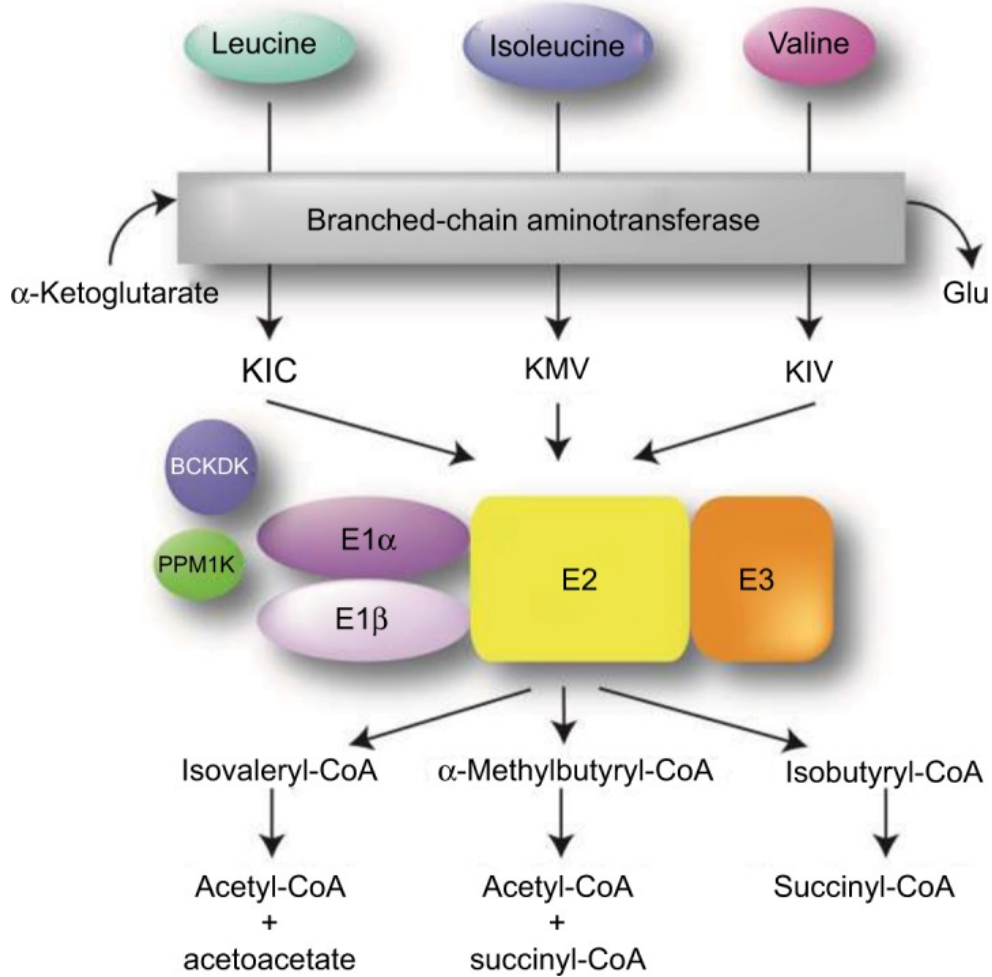 Leucine
Isoleucine
Valine
Branched-chain aminotransferase
α-Ketoglutarate
Glu
KIC
KMV
KIV
BCKDK
PPM1K
E1α
E1β
E2
E3
Isovaleryl-CoA
α-Methylbutyryl-CoA
Isobutyryl-CoA
Acetyl-CoA
+
acetoacetate
Acetyl-CoA
+
succinyl-CoA
Succinyl-CoA